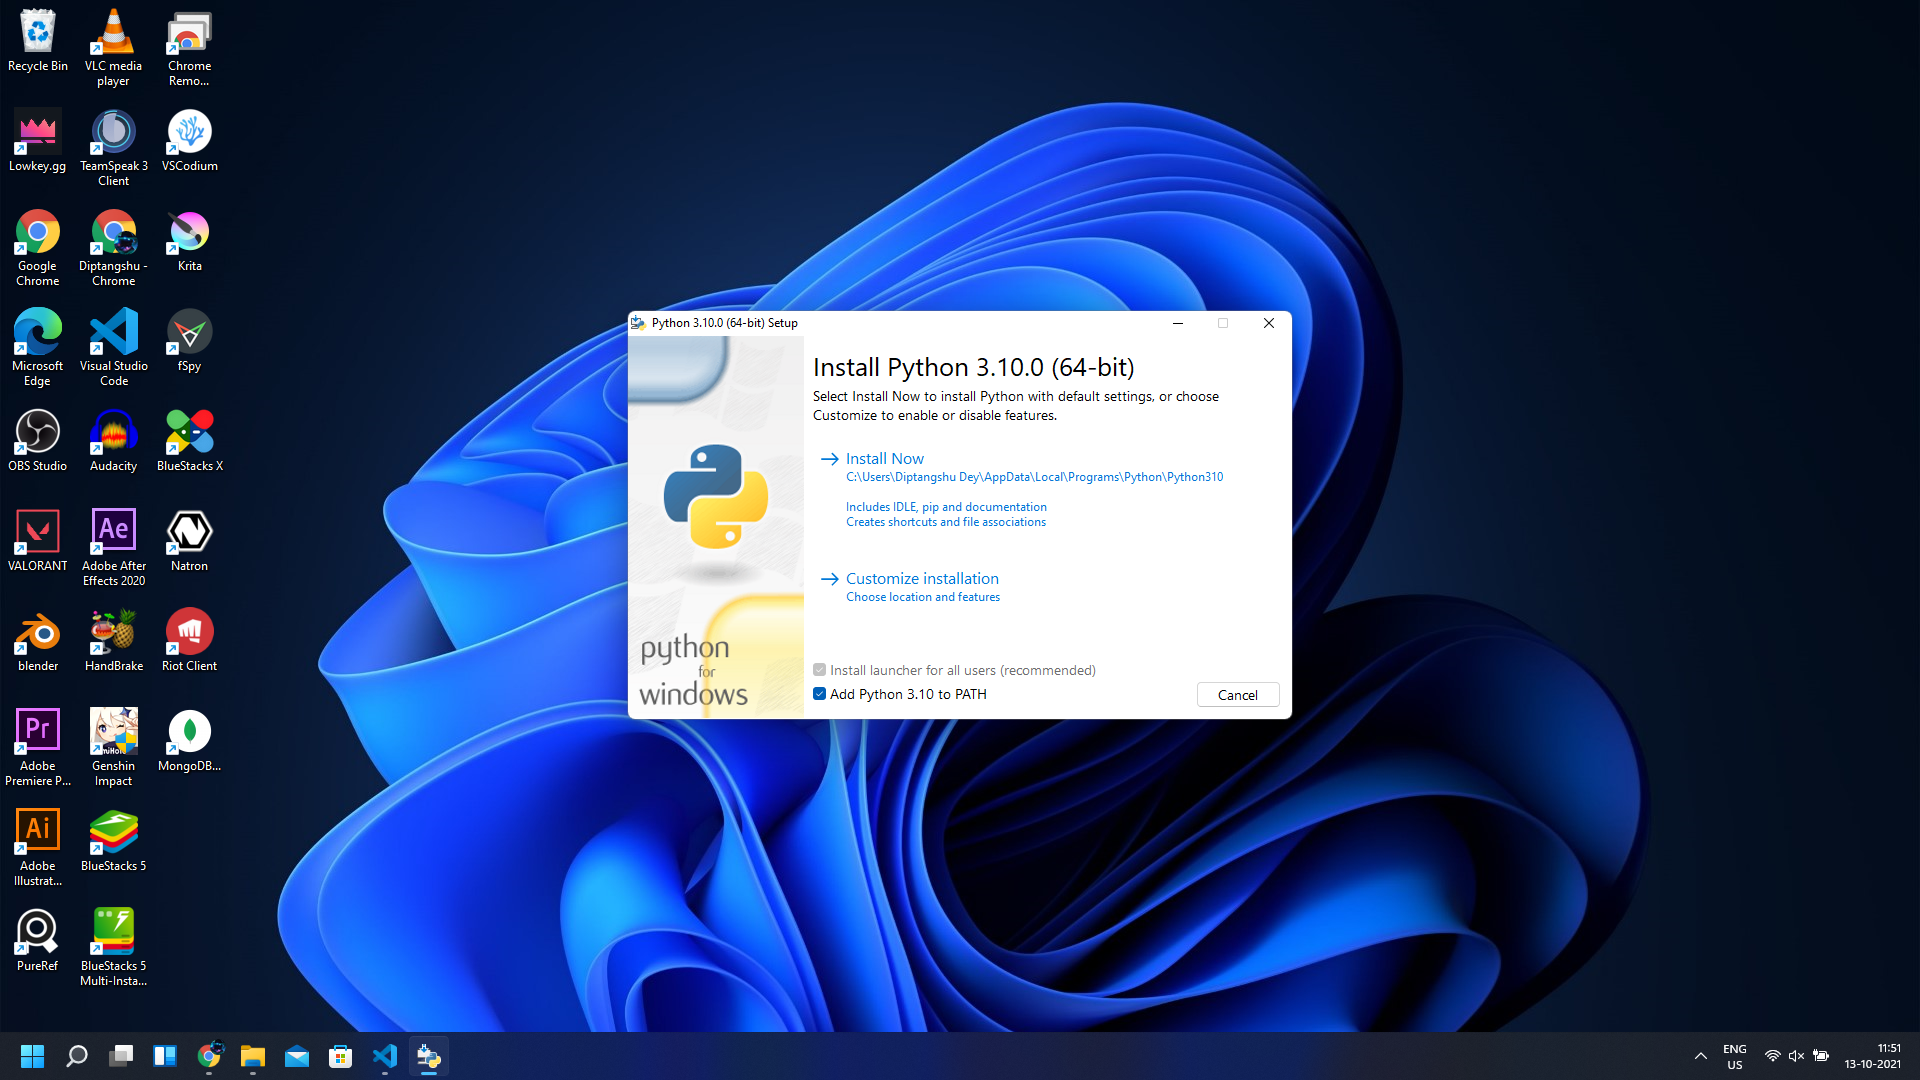 Recycle Bin
VLC media
player
Chrome
Remo...
Lowkey.gg
TeamSpeak 3
Client
VSCodium
Google
Chrome
Diptangshu -
Chrome
Krita
Microsoft
Edge
Visual Studio
Code
fSpy
OBS Studio
Audacity
BlueStacks X
VALORANT
Ae
Adobe After
Effects 2020
Natron
blender
HandBrake
Riot Client
Pr
Adobe
Premiere P...
Genshin
Impact
MongoDB...
Ai
Adobe
Illustrat...
BlueStacks 5
PureRef
BlueStacks 5
Multi-Insta...
Python 3.10.0 (64-bit) Setup
Install Python 3.10.0 (64-bit)
Select Install Now to install Python with default settings, or choose
Customize to enable or disable features.
Install Now
C:\Users\Diptangshu Dey\AppData\Local\Programs\Python\Python310
Includes IDLE, pip and documentation
Creates shortcuts and file associations
Customize installation
Choose location and features
python
for
windows
Install launcher for all users (recommended)
Add Python 3.10 to PATH
Cancel
ENG
US
11:51
13-10-2021